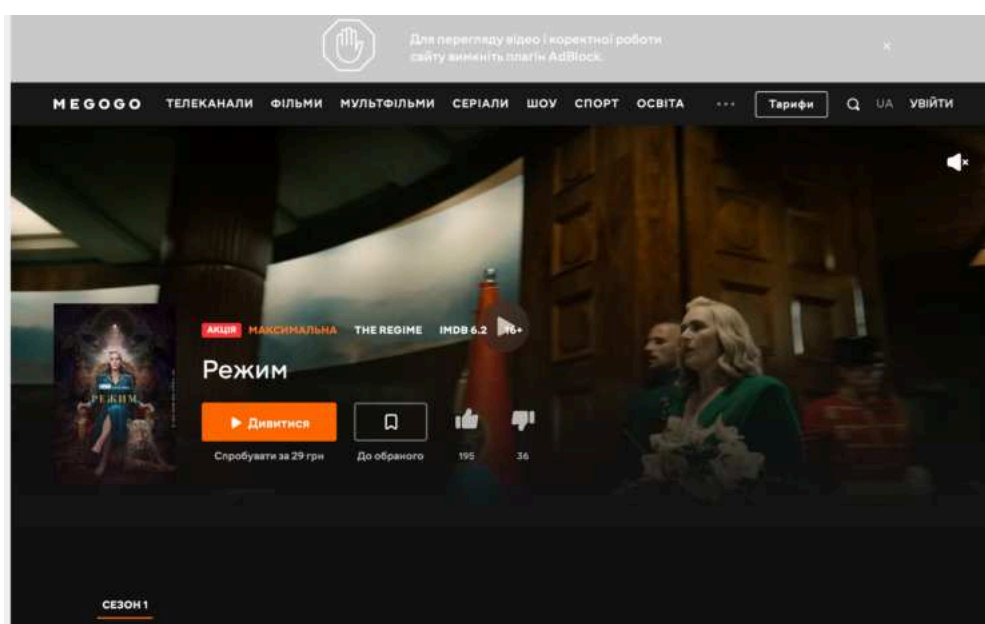 Для перегляду відео і коректної роботи
сайту вимкніть плагін AdBlock.
MEGOGO ТЕЛЕКАНАЛИ ФІЛЬМИ МУЛЬТФІЛЬМИ СЕРІАЛИ ШОУ СПОРТ ОСВІТА Тарифи UA УВІЙТИ
АКЦІЯ МАКСИМАЛЬНА THE REGIME IMDB 6.2 16+
Режим
РЕЖИМ
Дивитися
Спробувати за 29 грн До обраного 195 36
СЕЗОН 1